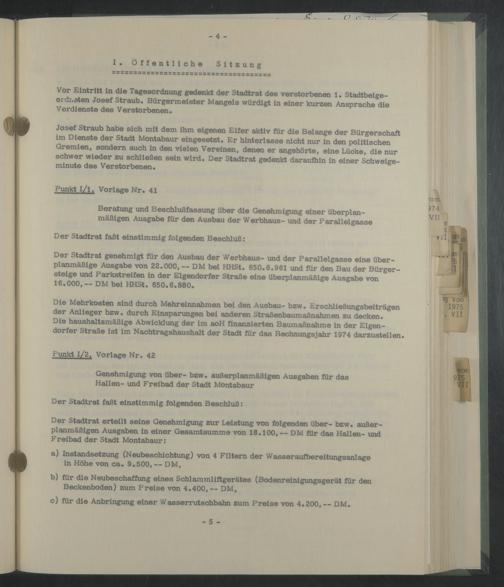 - 4 -
I. Öffentliche Sitzung
Vor Eintritt in die Tagesordnung gedenkt der Stadtrat des verstorbenen 1. Stadtbeige-
ordneten Josef Straub. Bürgermeister Mangels würdigt in einer kurzen Ansprache die
Verdienste des Verstorbenen.
Josef Straub habe sich mit dem ihm eigenen Eifer aktiv für die Belange der Bürgerschaft
im Dienste der Stadt Montabaur eingesetzt. Er hinterlasse nicht nur in den politischen
Gremien, sondern auch in den vielen Vereinen, denen er angehörte, eine Lücke, die nur
schwer wieder zu schließen sein wird. Der Stadtrat gedenkt daraufhin in einer Schweige-
minute des Verstorbenen.
Punkt I/1, Vorlage Nr. 41
Beratung und Beschlußfassung über die Genehmigung einer überplan-
mäßigen Ausgabe für den Ausbau der Werbhaus- und der Parallelgasse
Der Stadtrat faßt einstimmig folgenden Beschluß:
Der Stadtrat genehmigt für den Ausbau der Werbhaus- und der Parallelgasse eine über-
planmäßige Ausgabe von 22.000,-- DM bei HHSt. 650.6.961 und für den Bau der Bürger-
steige und Parkstreifen in der Elgendorfer Straße eine überplanmäßige Ausgabe von
16.000,-- DM bei HHSt. 650.6.880.
Die Mehrkosten sind durch Mehreinnahmen bei den Ausbau- bzw. Erschließungsbeiträgen
der Anlieger bzw. durch Einsparungen bei anderen Straßenbaumaßnahmen zu decken.
Die haushaltsmäßige Abwicklung der im soH finanzierten Baumaßnahme in der Elgen-
dorfer Straße ist im Nachtragshaushalt der Stadt für das Rechnungsjahr 1974 darzustellen.
Punkt I/2, Vorlage Nr. 42
Genehmigung von über- bzw. außerplanmäßigen Ausgaben für das
Hallen- und Freibad der Stadt Montabaur
Der Stadtrat faßt einstimmig folgenden Beschluß:
Der Stadtrat erteilt seine Genehmigung zur Leistung von folgenden über- bzw. außer-
planmäßigen Ausgaben in einer Gesamtsumme von 18.100,-- DM für das Hallen- und
Freibad der Stadt Montabaur:
a) Instandsetzung (Neubeschichtung) von 4 Filtern der Wasseraufbereitungsanlage
in Höhe von ca. 9.500,-- DM,
b) für die Neubeschaffung eines Schlammliftgerätes (Bodenreinigungsgerät für den
Beckenboden) zum Preise von 4.400,-- DM,
c) für die Anbringung einer Wasserrutschbahn zum Preise von 4.200,-- DM.
- 5 -
974
VII
VII
von
1975
VII
975
VII